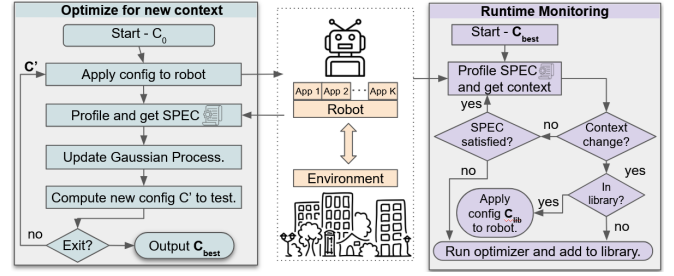 Optimize for new context
Start - C0
C'
Apply config to robot
Profile and get SPEC
Update Gaussian Process.
Compute new config C' to test.
no
Exit?
Output Cbest
App 1
App 2
...
App K
Robot
Environment
Runtime Monitoring
Start - Cbest
Profile SPEC
and get context
yes
SPEC
satisfied?
no
Context
change?
no
yes
In
library?
yes
Apply
config Clib
to robot.
no
Run optimizer and add to library.